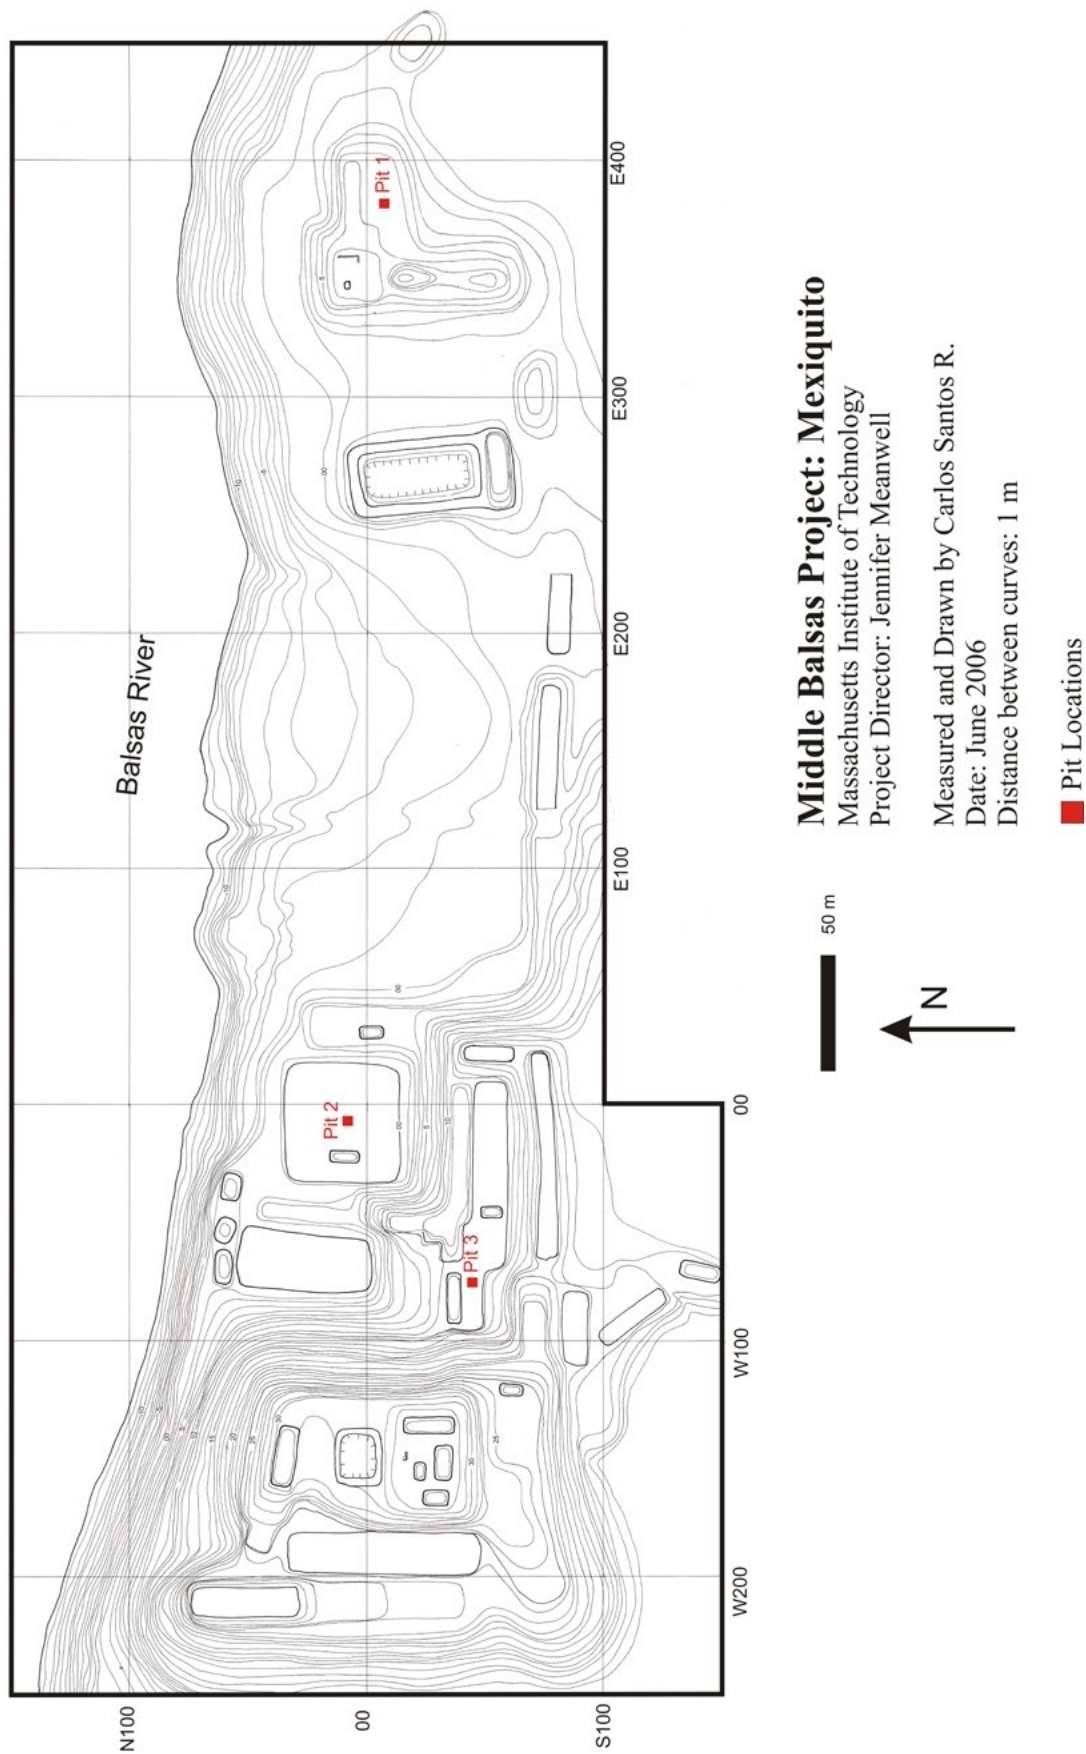 Balsas River
Pit 1
Pit 2
Pit 3
N100
00
S100
W200
W100
00
E100
E200
E300
E400
50 m
N
Middle Balsas Project: Mexiquito
Massachusetts Institute of Technology
Project Director: Jennifer Meanwell
Measured and Drawn by Carlos Santos R.
Date: June 2006
Distance between curves: 1 m
Pit Locations